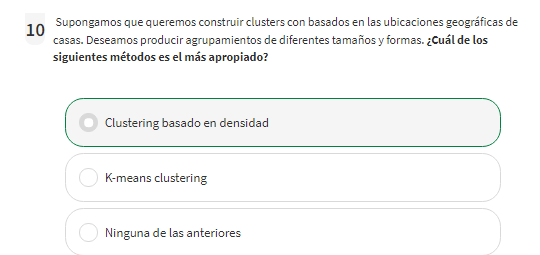 10 Supongamos que queremos construir clusters con basados en las ubicaciones geográficas de
casas. Deseamos producir agrupamientos de diferentes tamaños y formas. ¿Cuál de los
siguientes métodos es el más apropiado?
Clustering basado en densidad
K-means clustering
Ninguna de las anteriores